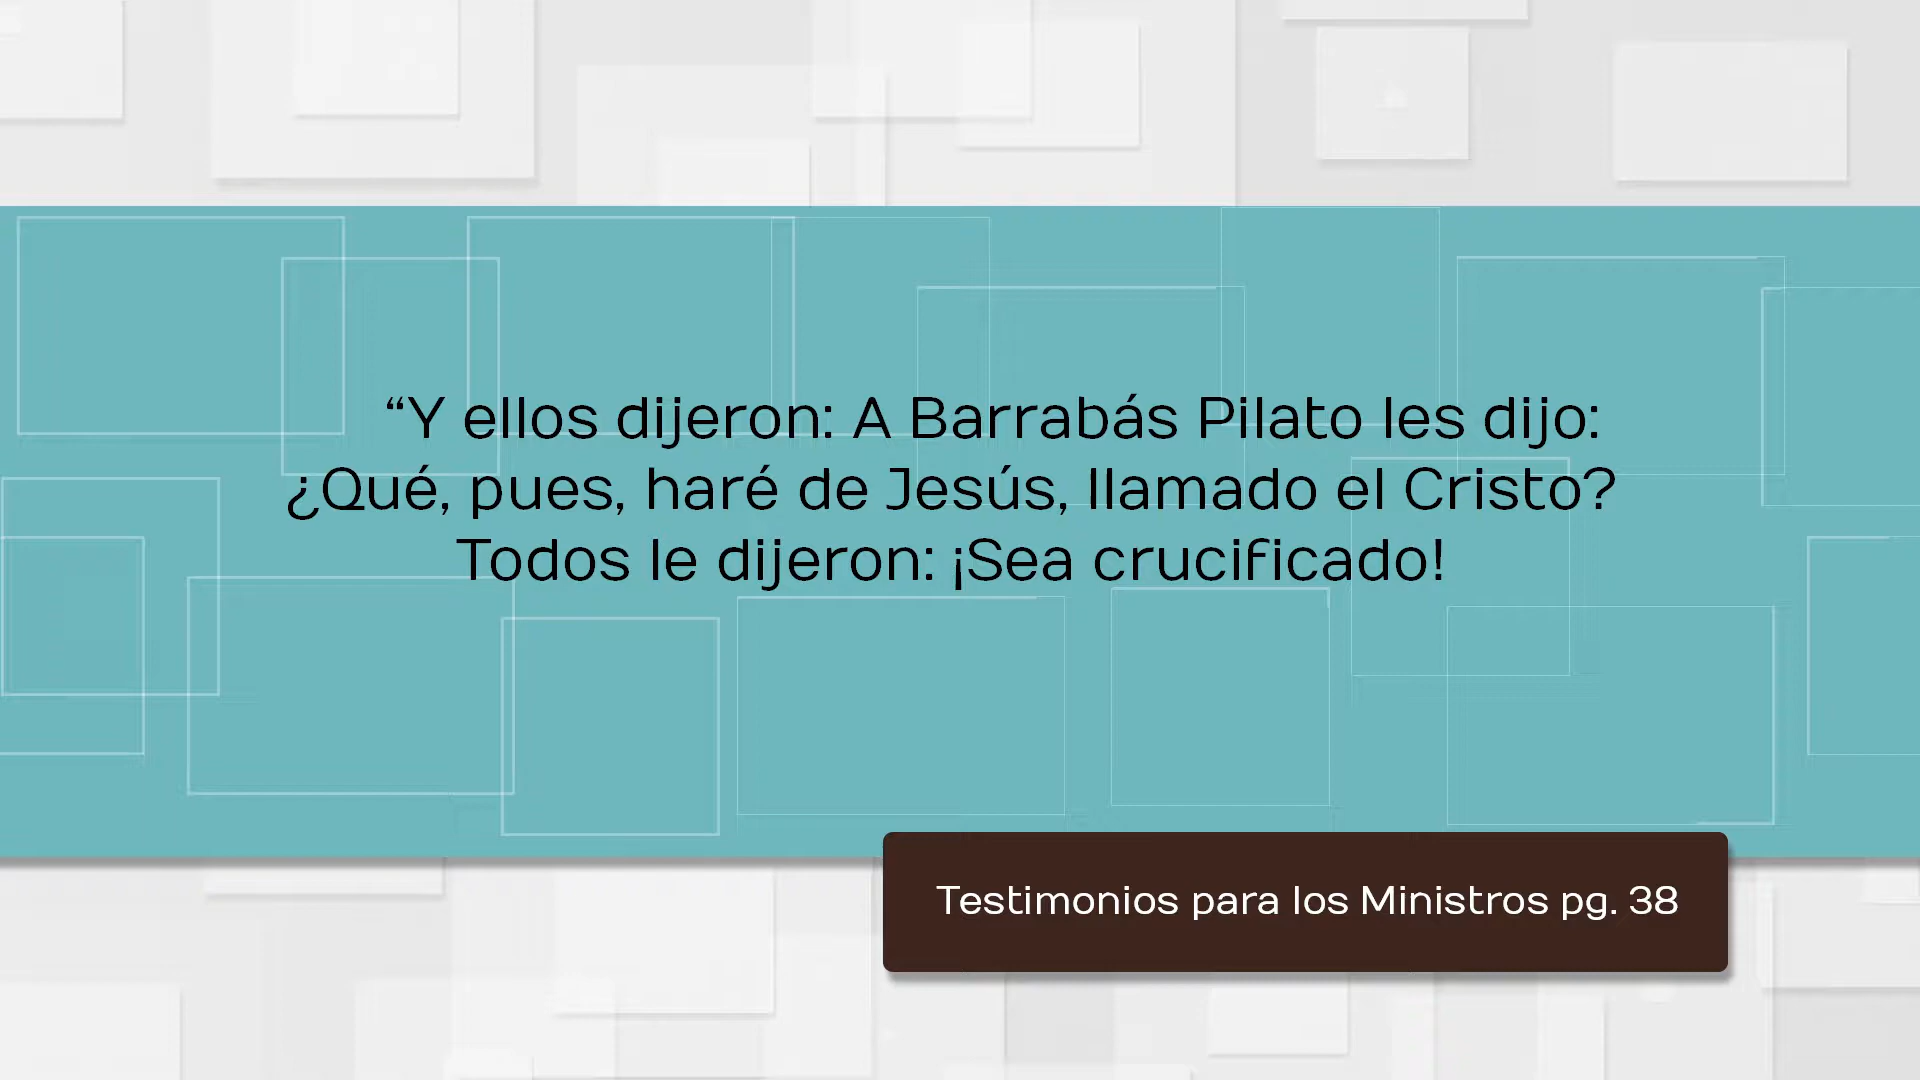 “Y ellos dijeron: A Barrabás Pilato les dijo:
¿Qué, pues, haré de Jesús, llamado el Cristo?
Todos le dijeron: ¡Sea crucificado!
Testimonios para los Ministros pg. 38